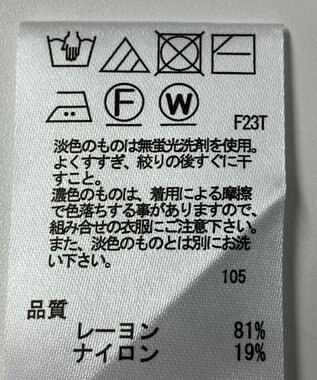 F
W
F23T
淡色のものは無蛍光洗剤を使用。
よくすすぎ、絞りの後すぐに干
すこと。
濃色のものは、着用による摩擦
で色落ちする事がありますので、
組み合せの衣服にご注意下さい。
また、淡色のものとは別にお洗
い下さい。
105
品質
レーヨン 81%
ナイロン 19%